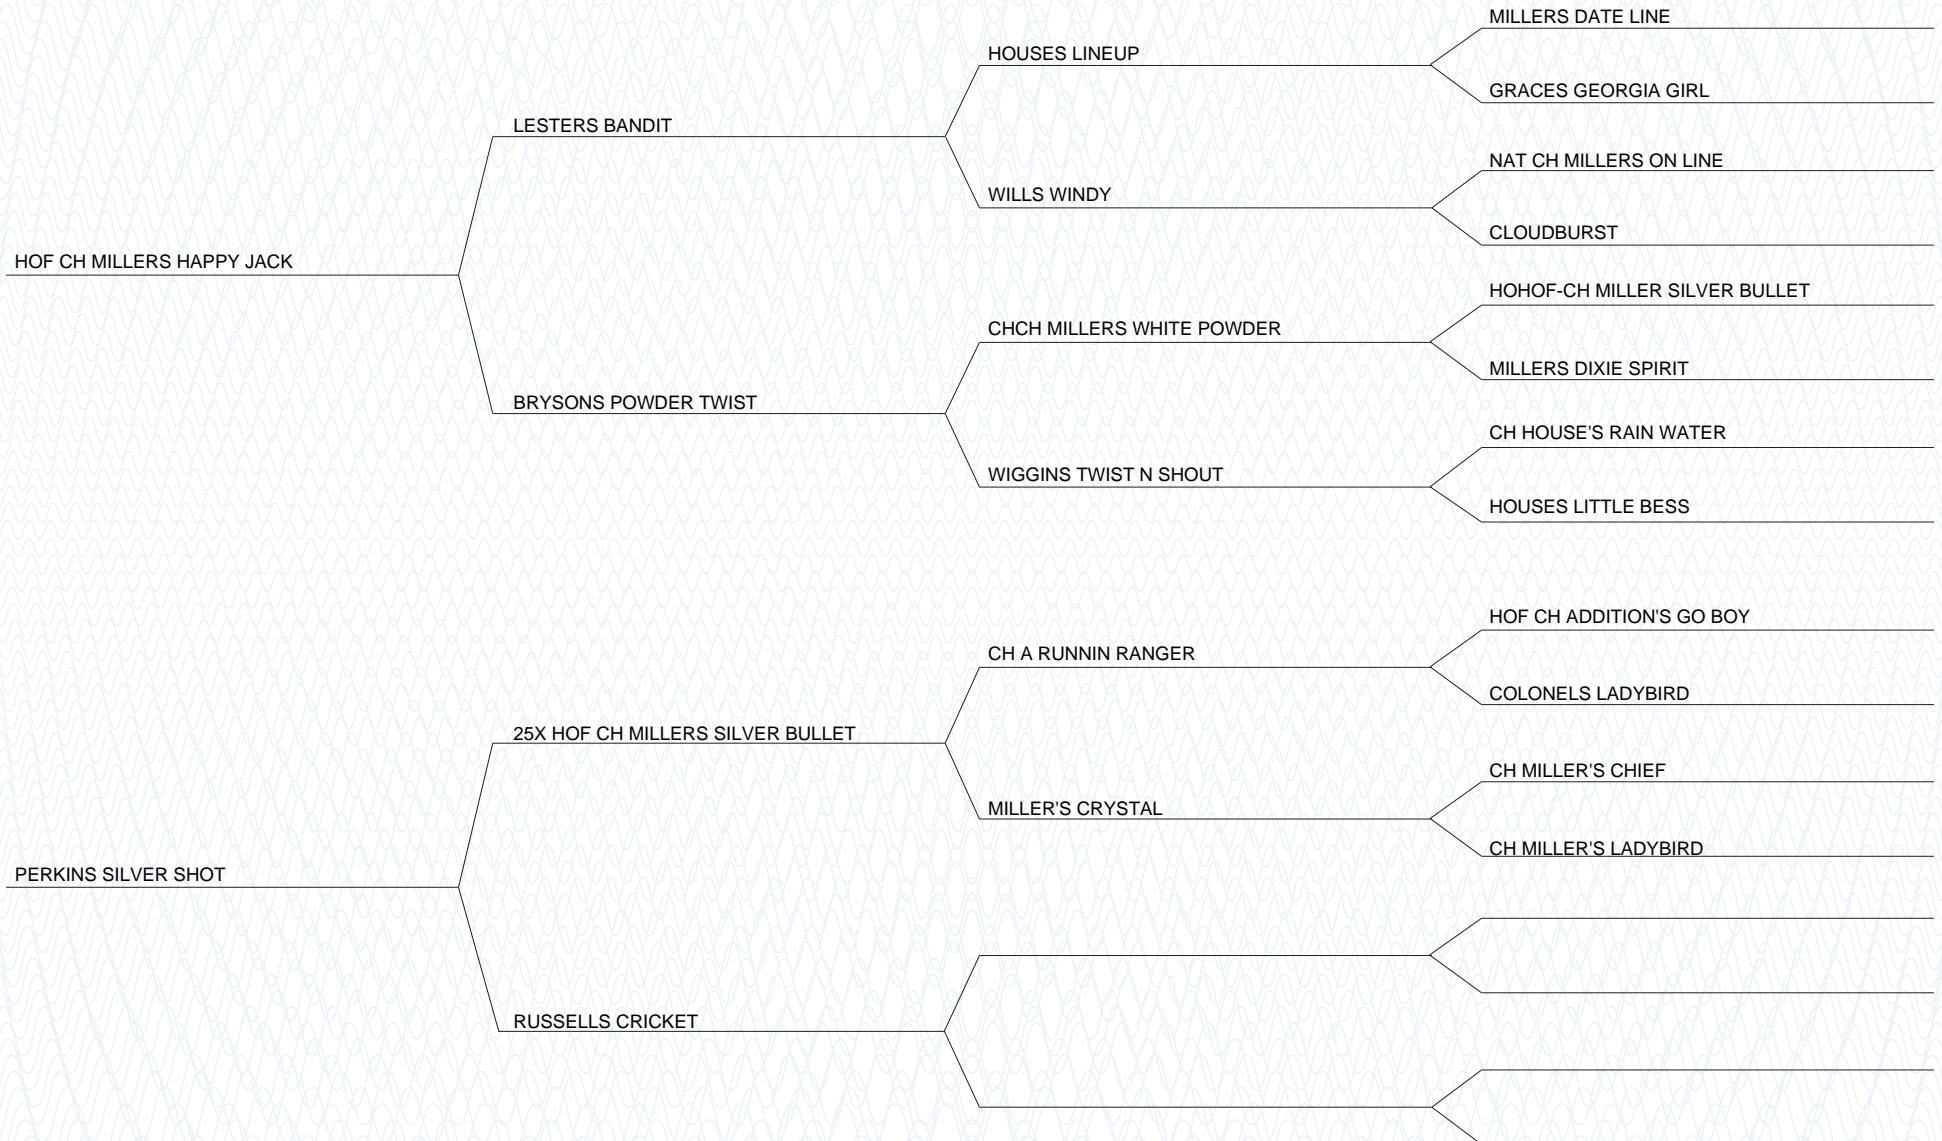 MILLERS DATE LINE
HOUSES LINEUP
GRACES GEORGIA GIRL
LESTERS BANDIT
NAT CH MILLERS ON LINE
WILLS WINDY
CLOUDBURST
HOF CH MILLERS HAPPY JACK
HOHOF-CH MILLER SILVER BULLET
CHCH MILLERS WHITE POWDER
MILLERS DIXIE SPIRIT
BRYSONS POWDER TWIST
CH HOUSE'S RAIN WATER
WIGGINS TWIST N SHOUT
HOUSES LITTLE BESS
HOF CH ADDITION'S GO BOY
CH A RUNNIN RANGER
COLONELS LADYBIRD
25X HOF CH MILLERS SILVER BULLET
CH MILLER'S CHIEF
MILLER'S CRYSTAL
CH MILLER'S LADYBIRD
PERKINS SILVER SHOT
RUSSELLS CRICKET